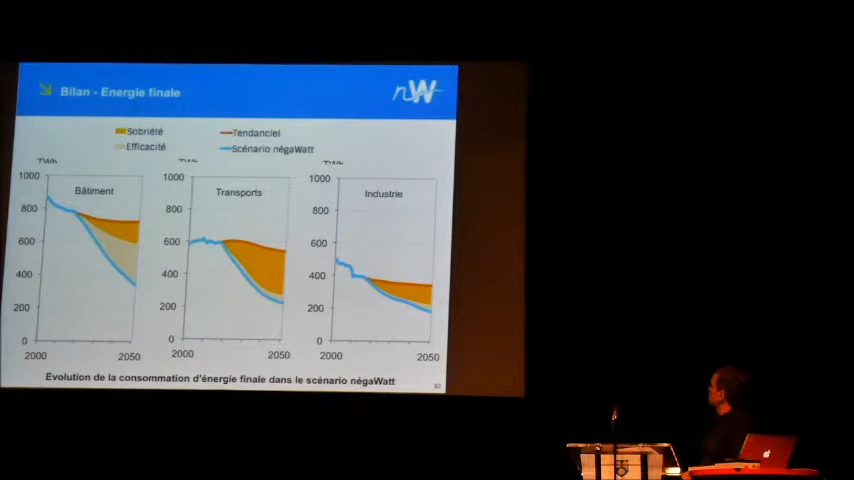 Bilan - Energie finale
nW
Sobriété
Tendanciel
Efficacité
Scénario négaWatt
TWh
TWh
TWh
1000
800
600
400
200
0
2000
2050
Bâtiment
1000
800
600
400
200
0
2000
2050
Transports
1000
800
600
400
200
0
2000
2050
Industrie
Evolution de la consommation d'énergie finale dans le scénario négaWatt